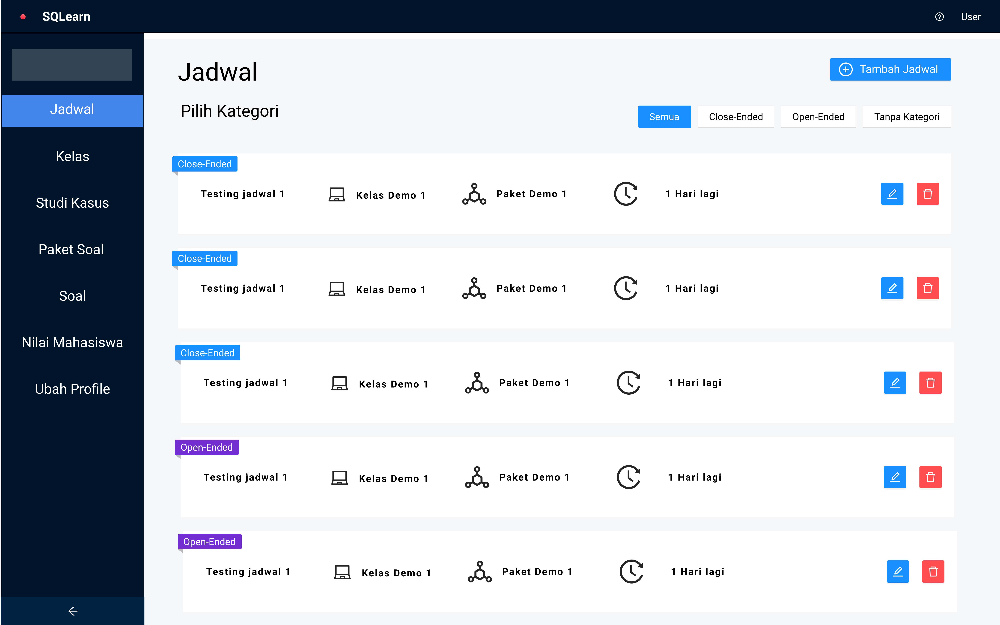 SQLearn
User
Jadwal
Kelas
Studi Kasus
Paket Soal
Soal
Nilai Mahasiswa
Ubah Profile
Jadwal
Tambah Jadwal
Pilih Kategori
Semua
Close-Ended
Open-Ended
Tanpa Kategori
Close-Ended
Testing jadwal 1
Kelas Demo 1
Paket Demo 1
1 Hari lagi
Close-Ended
Testing jadwal 1
Kelas Demo 1
Paket Demo 1
1 Hari lagi
Close-Ended
Testing jadwal 1
Kelas Demo 1
Paket Demo 1
1 Hari lagi
Open-Ended
Testing jadwal 1
Kelas Demo 1
Paket Demo 1
1 Hari lagi
Open-Ended
Testing jadwal 1
Kelas Demo 1
Paket Demo 1
1 Hari lagi